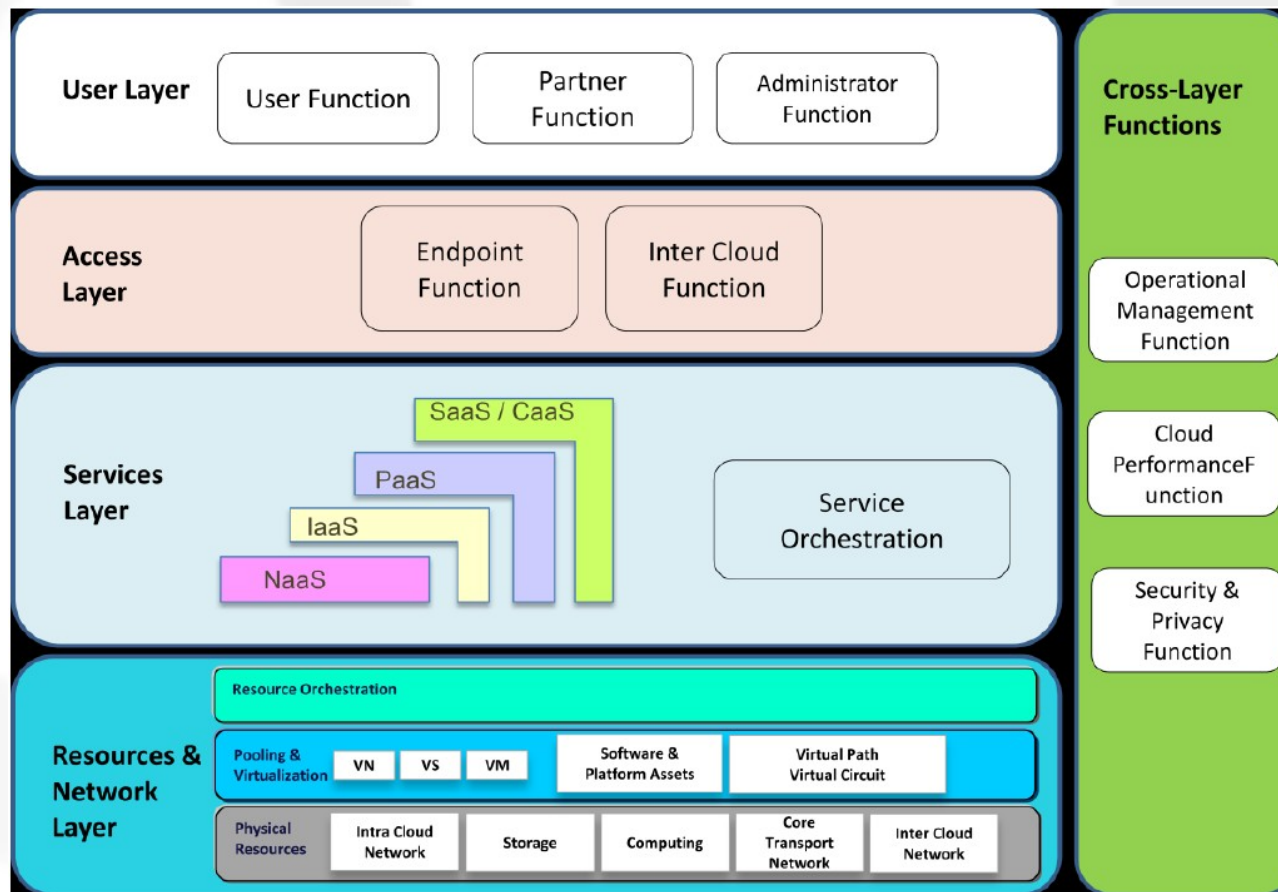 User Layer
User Function
Partner
Function
Administrator
Function
Access
Layer
Endpoint
Function
Inter Cloud
Function
Services
Layer
SaaS / CaaS
PaaS
IaaS
NaaS
Service
Orchestration
Resources &
Network
Layer
Resource Orchestration
Pooling &
Virtualization
VN
VS
VM
Software &
Platform Assets
Virtual Path
Virtual Circuit
Physical
Resources
Intra Cloud
Network
Storage
Computing
Core
Transport
Network
Inter Cloud
Network
Cross-Layer
Functions
Operational
Management
Function
Cloud
PerformanceF
unction
Security &
Privacy
Function